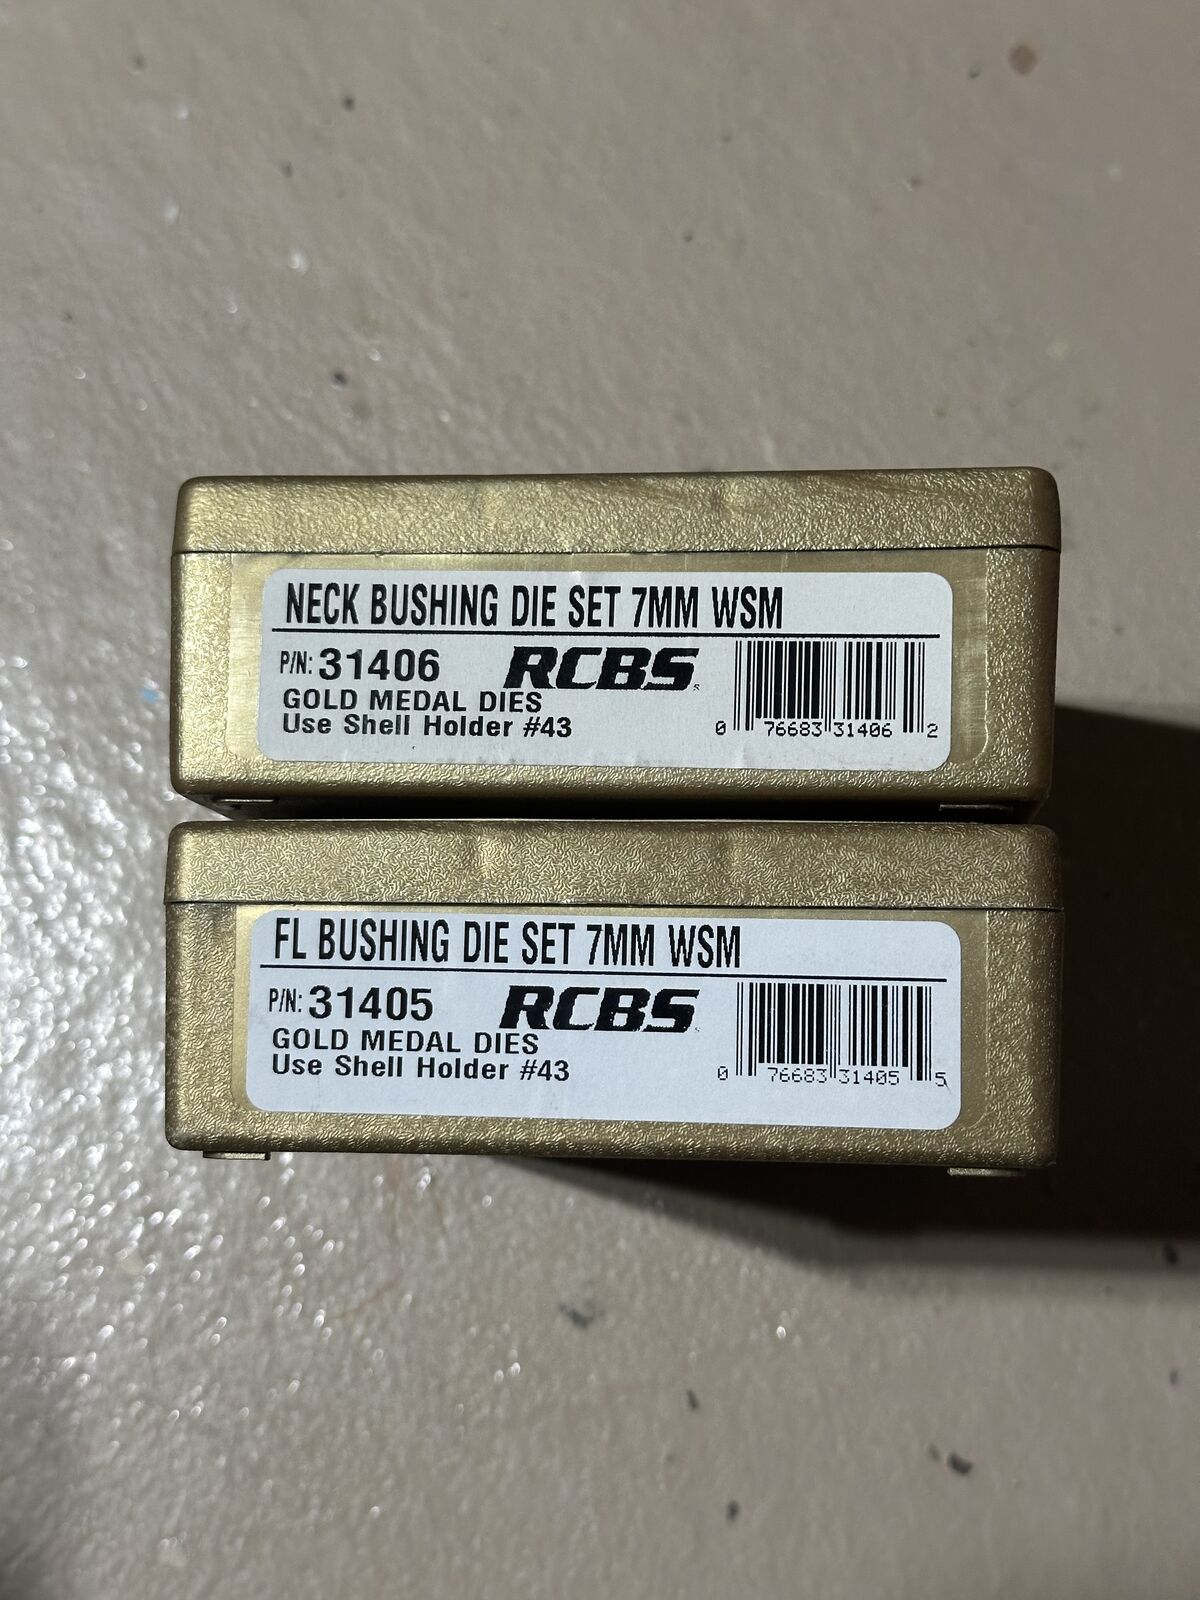 NECK BUSHING DIE SET 7MM WSM
P/N: 31406 RCBS
GOLD MEDAL DIES
Use Shell Holder #43
0 76683 31406 2
FL BUSHING DIE SET 7MM WSM
P/N: 31405 RCBS
GOLD MEDAL DIES
Use Shell Holder #43
0 76683 31405 5